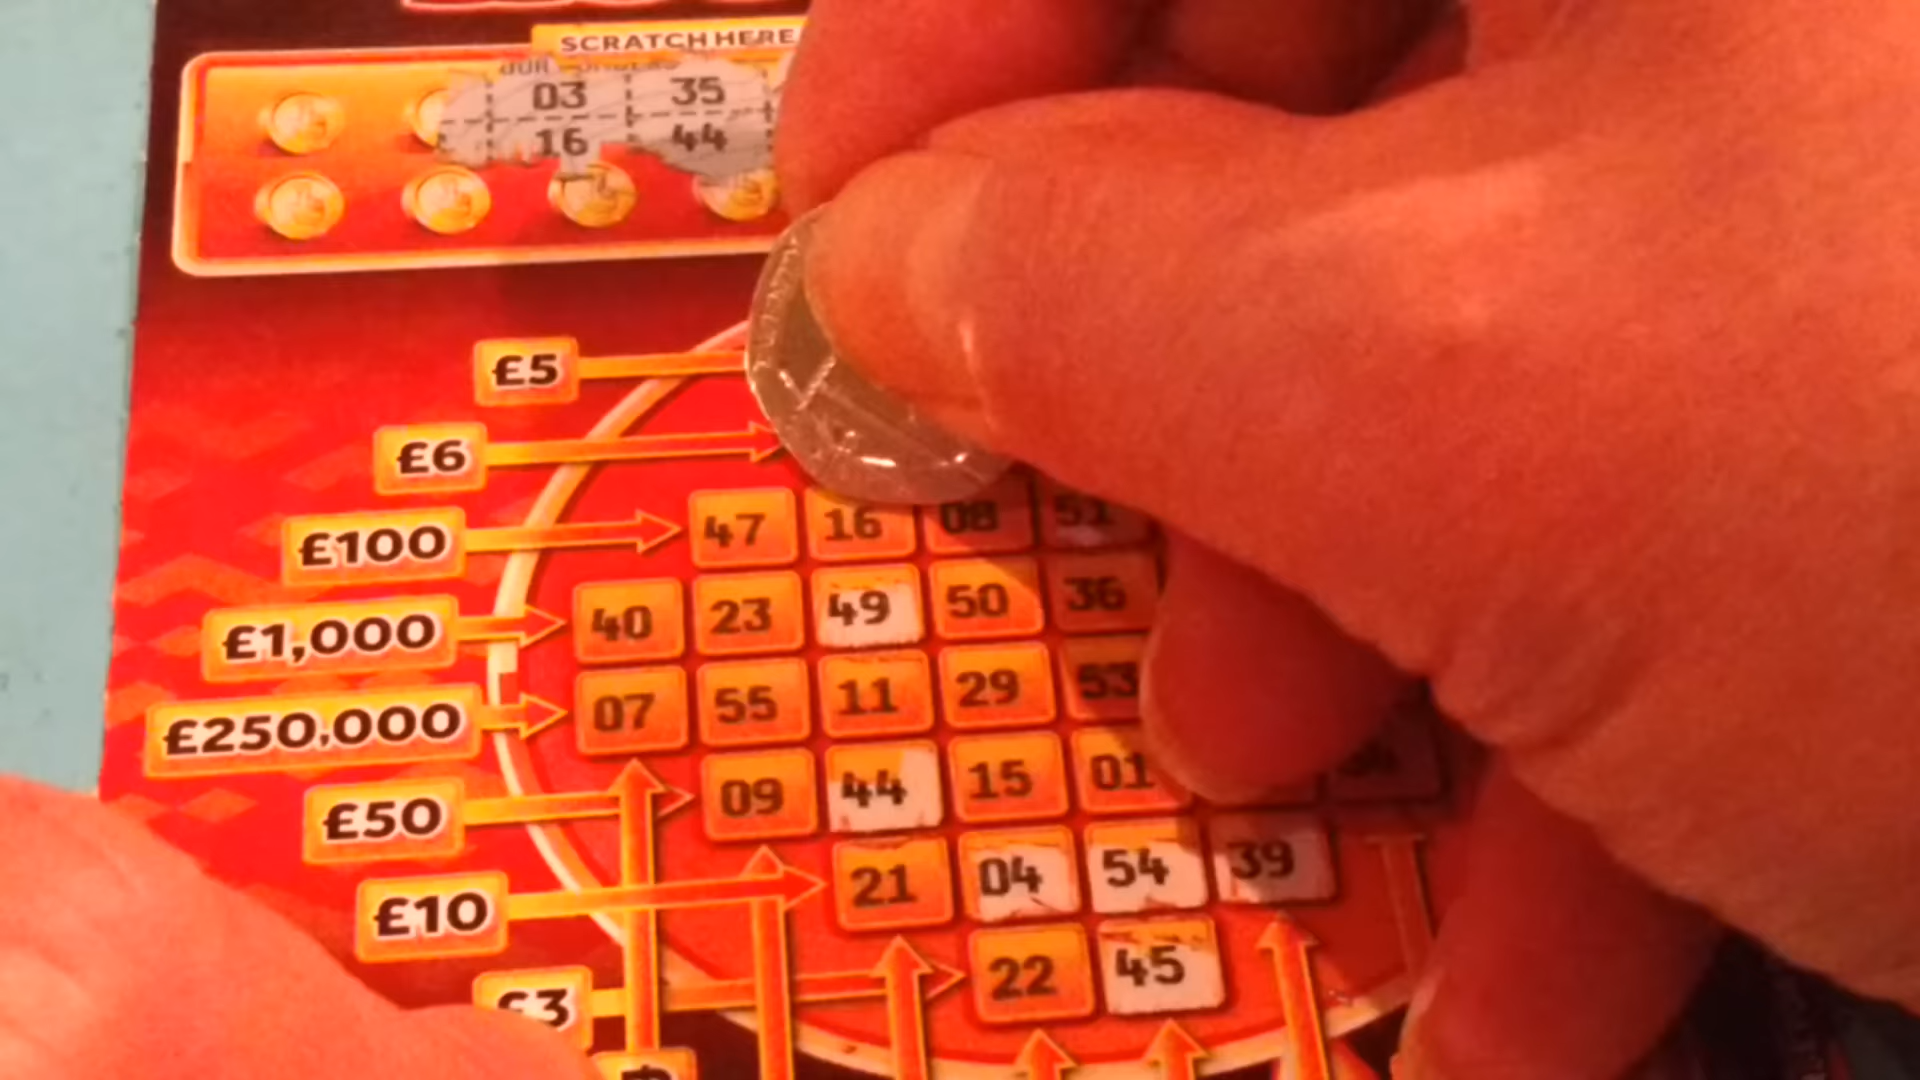 SCRATCH HERE
03 35
16 44
£5
£6
£100 47 16 08 51
£1,000 40 23 49 50 36
£250,000 07 55 11 29 53
£50 09 44 15 01
£10 21 04 54 39
£3 22 45